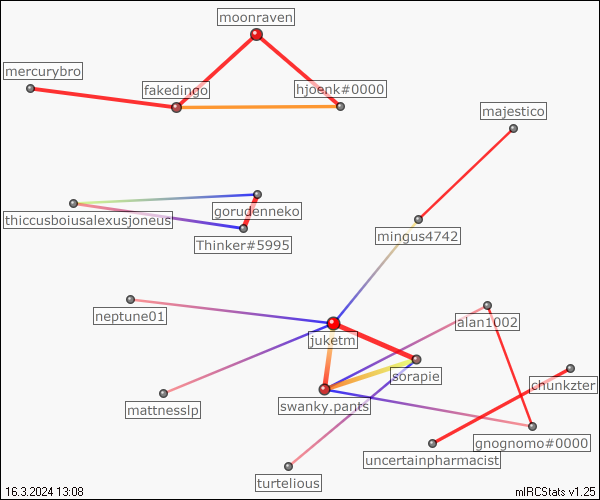 moonraven
mercurybro
fakedingo
hjoenk#0000
majestico
thiccusboiusalexusjoneus
gorudenneko
Thinker#5995
mingus4742
neptune01
juketm
alan1002
sorapie
chunkzter
mattnesslp
swanky.pants
gnognomo#0000
uncertainpharmacist
turtelious
16.3.2024 13:08
mIRCStats v1.25